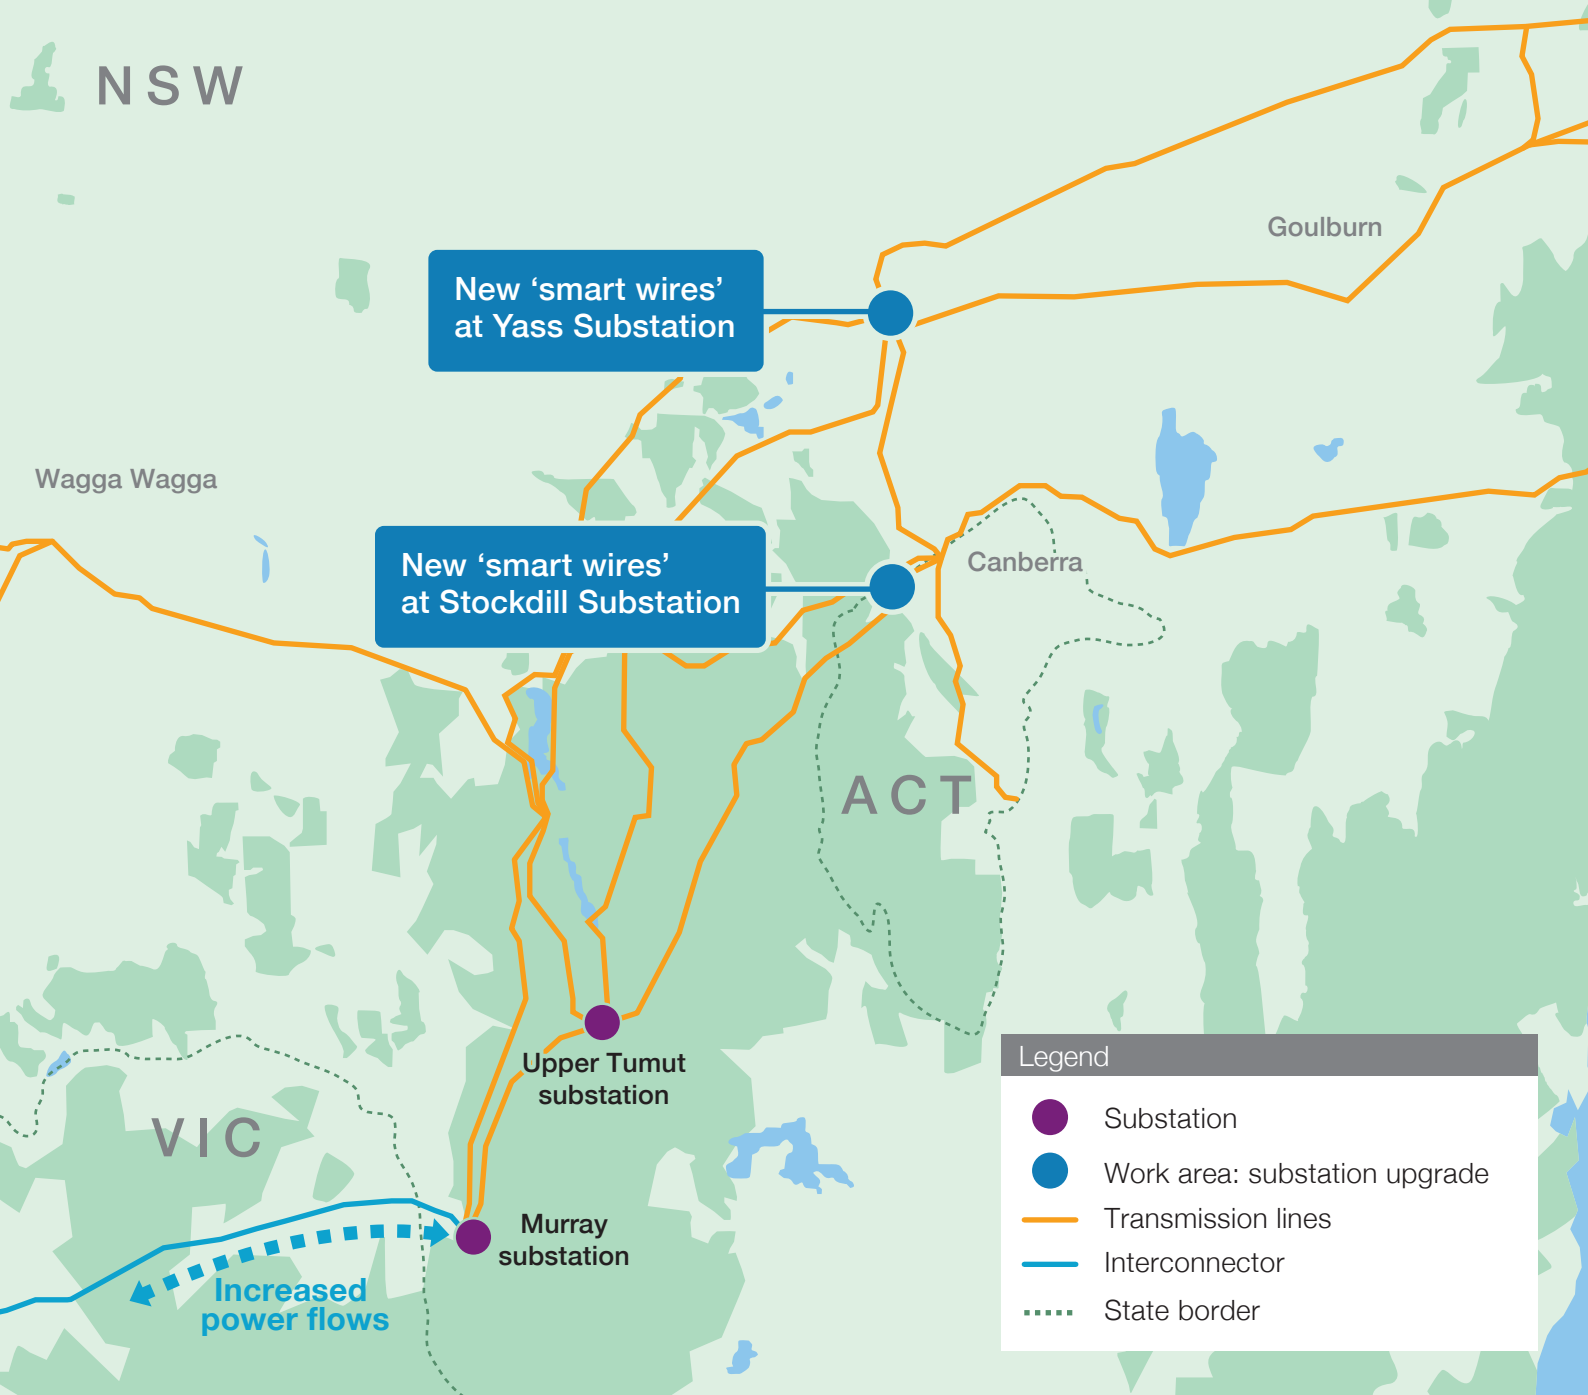 NSW
Goulburn
New ‘smart wires’
at Yass Substation
Wagga Wagga
New ‘smart wires’
at Stockdill Substation
Canberra
ACT
Upper Tumut
substation
VIC
Murray
substation
Increased
power flows
Legend
Substation
Work area: substation upgrade
Transmission lines
Interconnector
State border